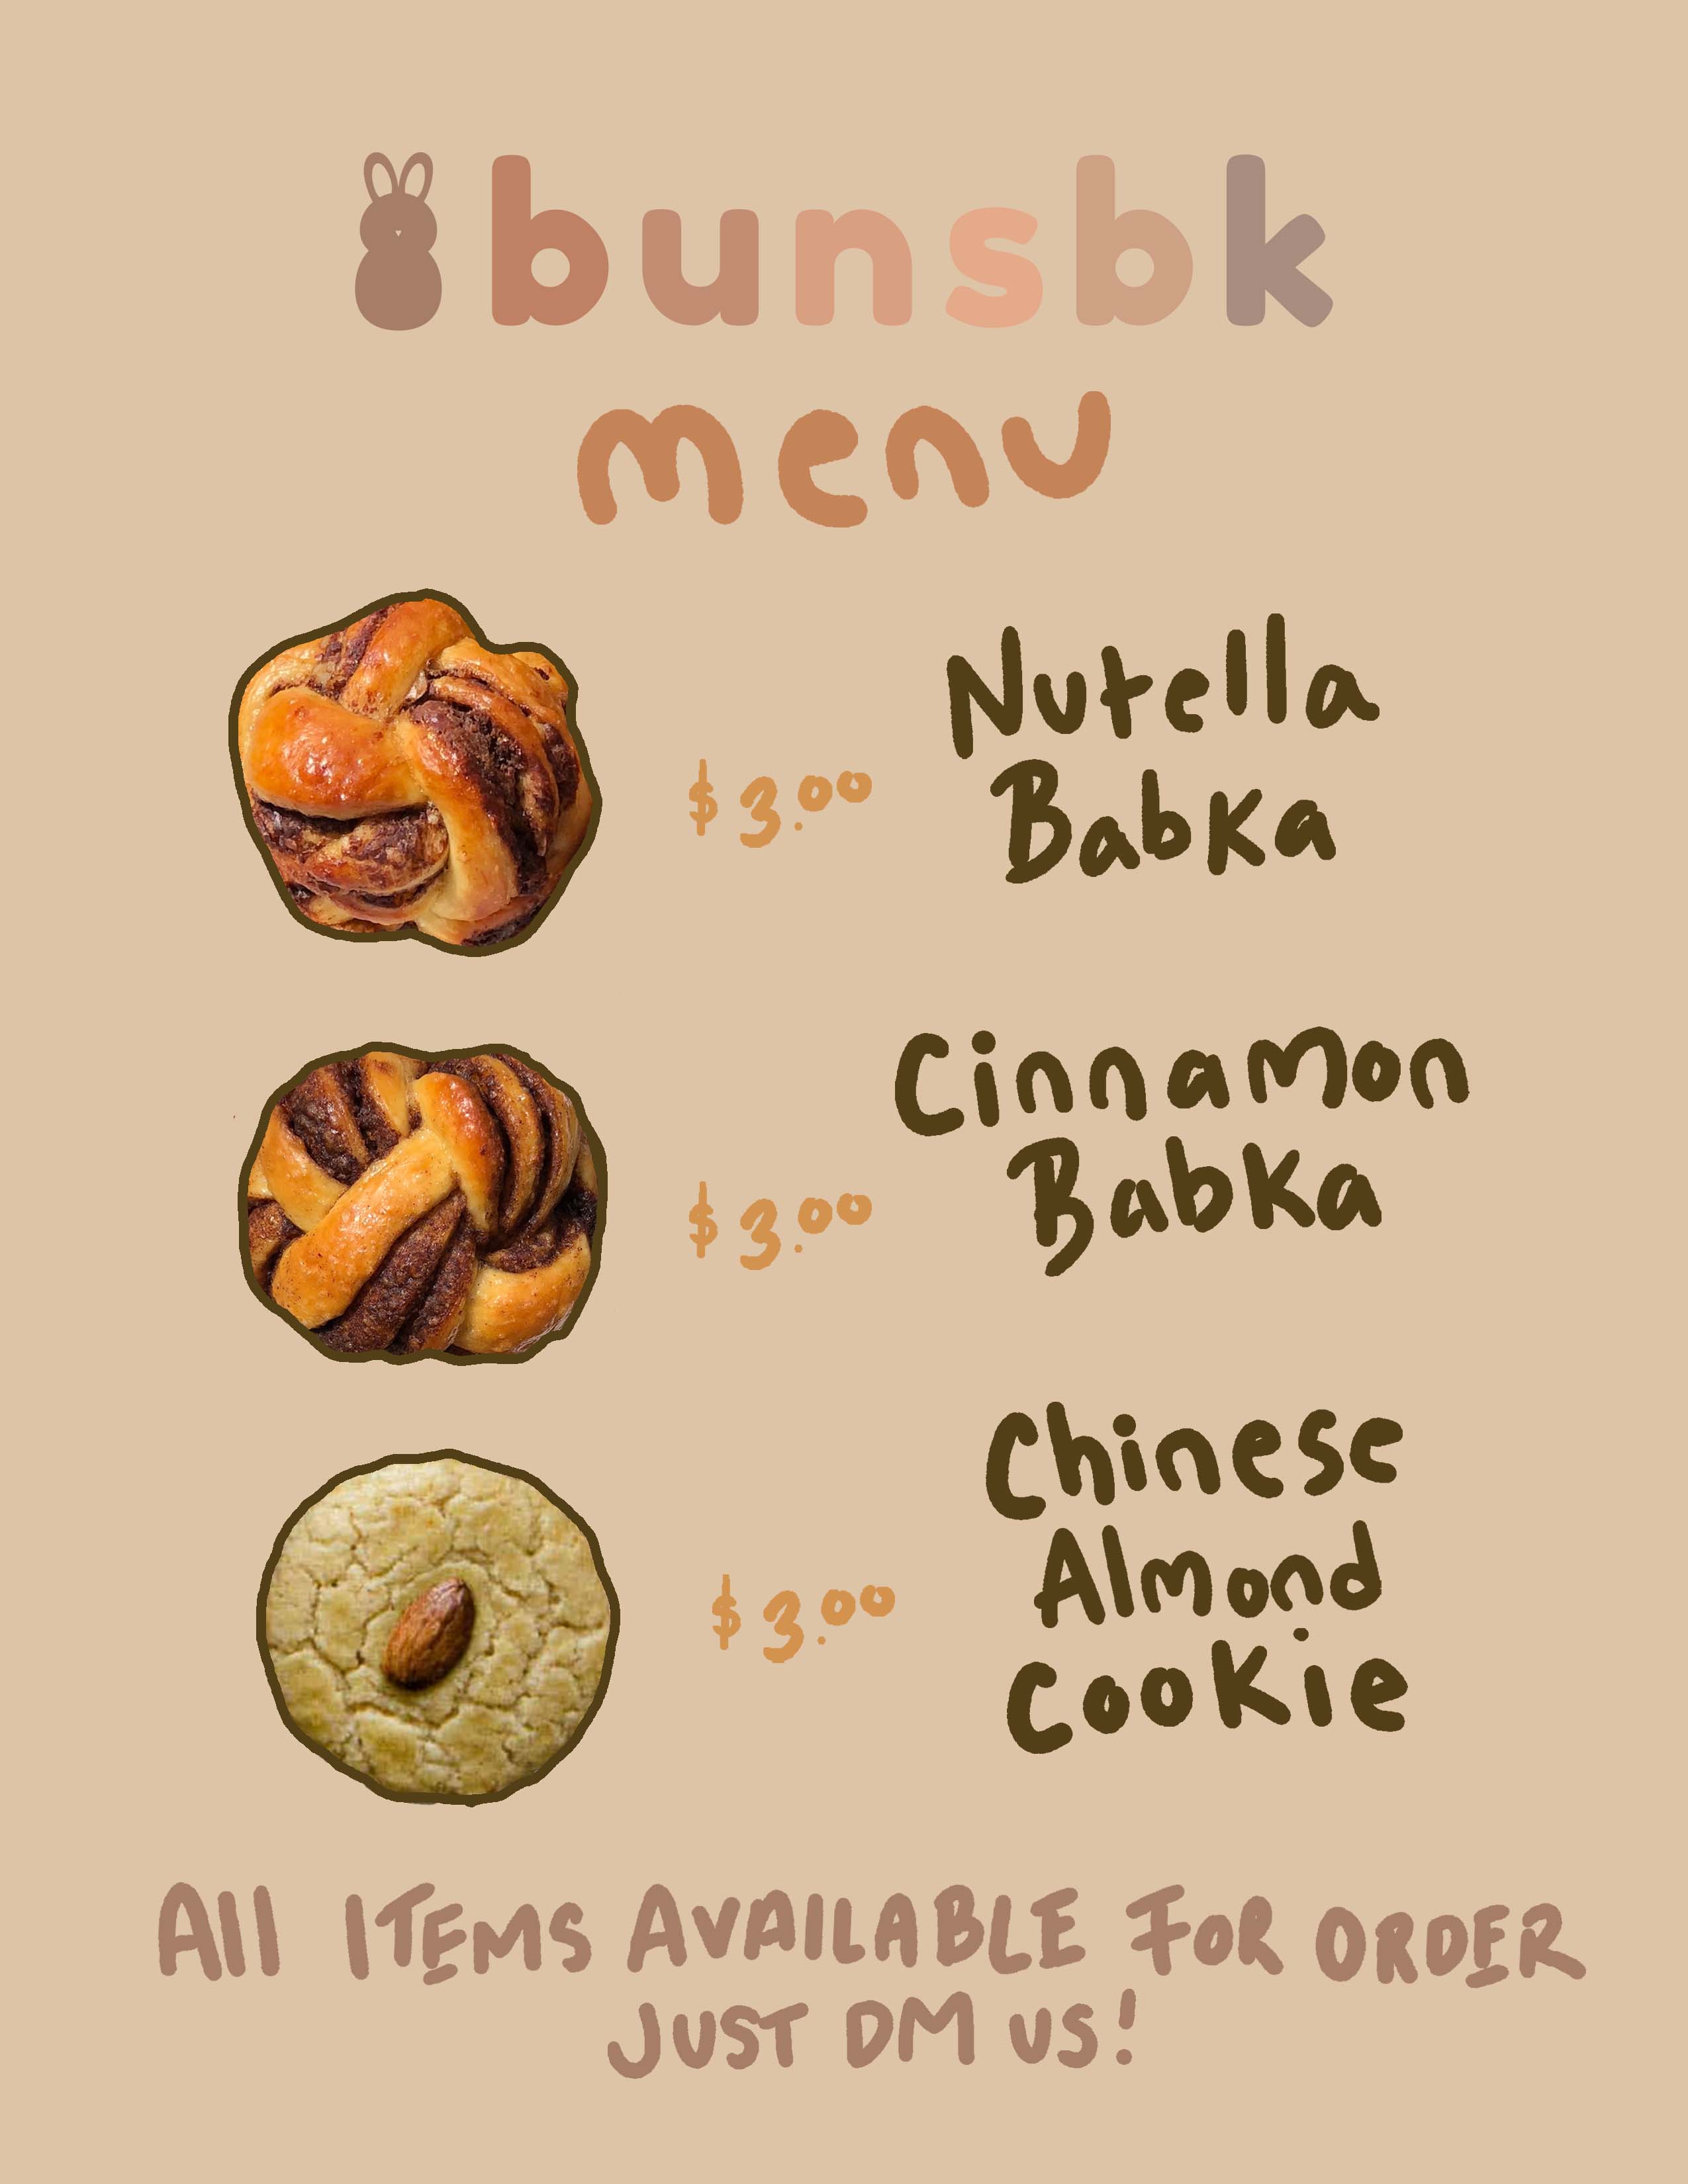 bunsbk
menu
Nutella
$3.00 Babka
Cinnamon
$3.00 Babka
Chinese
$3.00 Almond
Cookie
All ITEMS AVAILABLE FOR ORDER
JUST DM US!